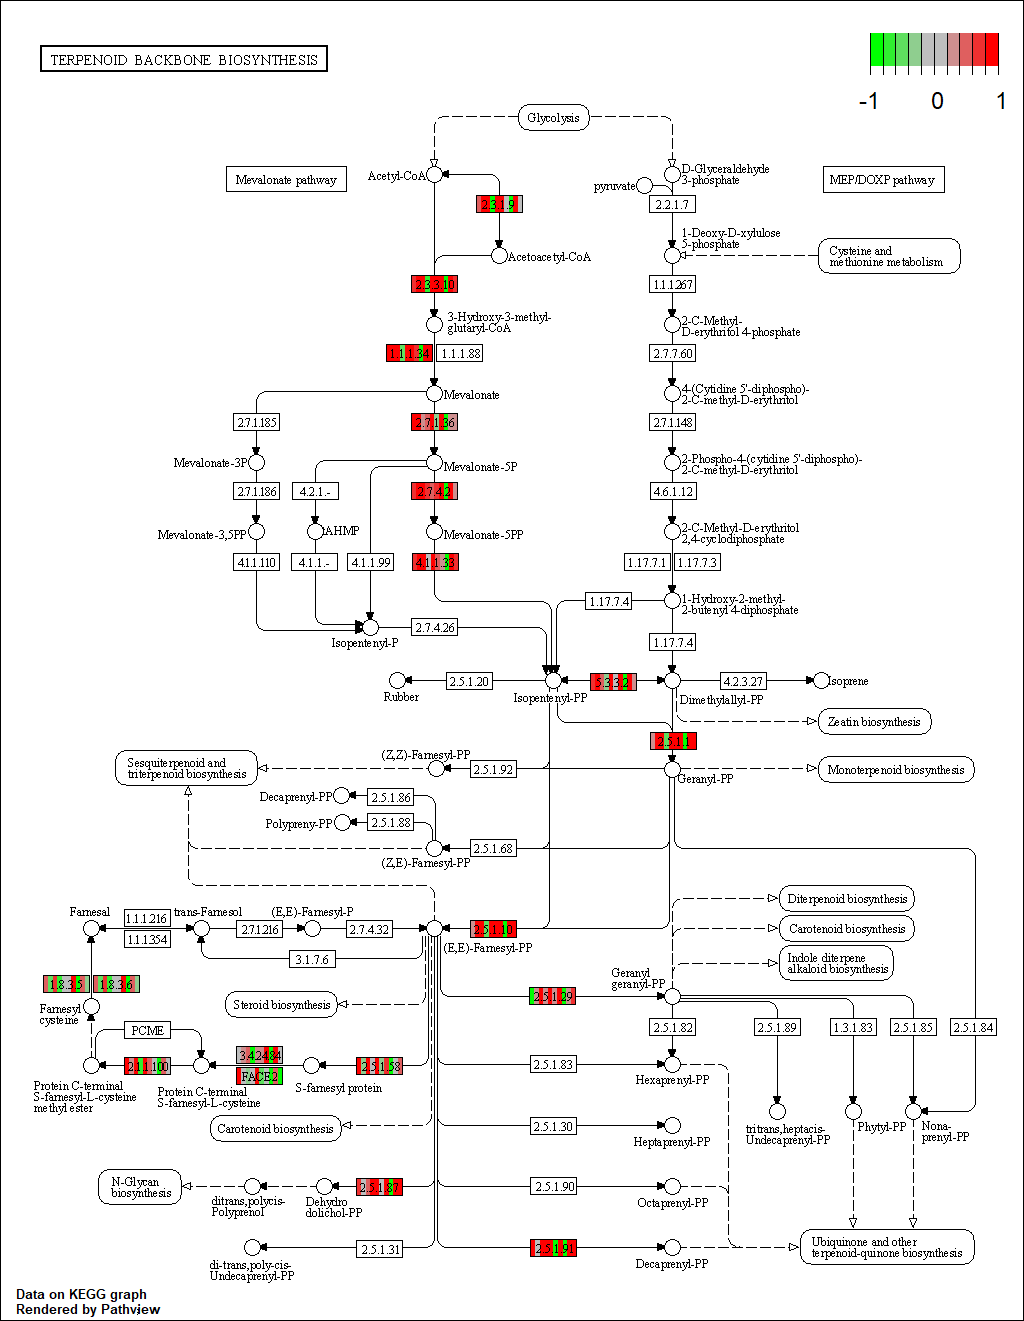 TERPENOID BACKBONE BIOSYNTHESIS
-1 0 1
Glycolysis
Mevalonate pathway
Acetyl-CoA
D-Glyceraldehyde
3-phosphate
pyruvate
MEP/DOXP pathway
2.3.1.9
2.2.1.7
1-Deoxy-D-xylulose
5-phosphate
Acetoacetyl-CoA
Cysteine and
methionine metabolism
2.3.3.10
1.1.1.267
3-Hydroxy-3-methyl-
glutaryl-CoA
2-C-Methyl-
D-erythritol 4-phosphate
1.1.1.34
1.1.1.88
2.7.7.60
Mevalonate
4-(Cytidine 5'-diphospho)-
2-C-methyl-D-erythritol
2.7.1.185
2.7.1.36
2.7.1.148
Mevalonate-3P
Mevalonate-5P
2-Phospho-4-(cytidine 5'-diphospho)-
2-C-methyl-D-erythritol
2.7.1.186
4.2.1.-
2.7.4.2
4.6.1.12
Mevalonate-3,5PP
tAHMP
Mevalonate-5PP
2-C-Methyl-D-erythritol
2,4-cyclodiphosphate
4.1.1.110
4.1.1.-
4.1.1.99
4.1.1.33
1.17.7.1
1.17.7.3
1.17.7.4
1-Hydroxy-2-methyl-
2-butenyl 4-diphosphate
2.7.4.26
Isopentenyl-P
1.17.7.4
Rubber
2.5.1.20
Isopentenyl-PP
5.3.3.2
Dimethylallyl-PP
4.2.3.27
Isoprene
Zeatin biosynthesis
2.5.1.1
Sesquiterpenoid and
triterpenoid biosynthesis
(Z,Z)-Farnesyl-PP
2.5.1.92
Geranyl-PP
Monoterpenoid biosynthesis
Decaprenyl-PP
2.5.1.86
Polypreny-PP
2.5.1.88
2.5.1.68
(Z,E)-Farnesyl-PP
Diterpenoid biosynthesis
Farnesal
1.1.1.216
1.1.1.354
trans-Farnesol
2.7.1.216
(E,E)-Farnesyl-P
2.7.4.32
2.5.1.10
(E,E)-Farnesyl-PP
Carotenoid biosynthesis
3.1.7.6
Indole diterpene
alkaloid biosynthesis
1.8.3.5
1.8.3.6
Geranyl
geranyl-PP
Farnesyl
cysteine
Steroid biosynthesis
2.5.1.29
PCME
2.5.1.82
2.5.1.89
1.3.1.83
2.5.1.85
2.5.1.84
2.1.1.100
3.4.24.84
FACE2
2.5.1.58
2.5.1.83
Protein C-terminal
S-farnesyl-L-cysteine
methyl ester
Protein C-terminal
S-farnesyl-L-cysteine
S-farnesyl protein
Hexaprenyl-PP
Carotenoid biosynthesis
2.5.1.30
Heptaprenyl-PP
tritrans,heptacis-
Undecaprenyl-PP
Phytyl-PP
Nona-
prenyl-PP
N-Glycan
biosynthesis
ditrans,polycis-
Polyprenol
Dehydro
dolichol-PP
2.5.1.87
2.5.1.90
Octaprenyl-PP
di-trans,poly-cis-
Undecaprenyl-PP
2.5.1.31
2.5.1.91
Decaprenyl-PP
Ubiquinone and other
terpenoid-quinone biosynthesis
Data on KEGG graph
Rendered by Pathview